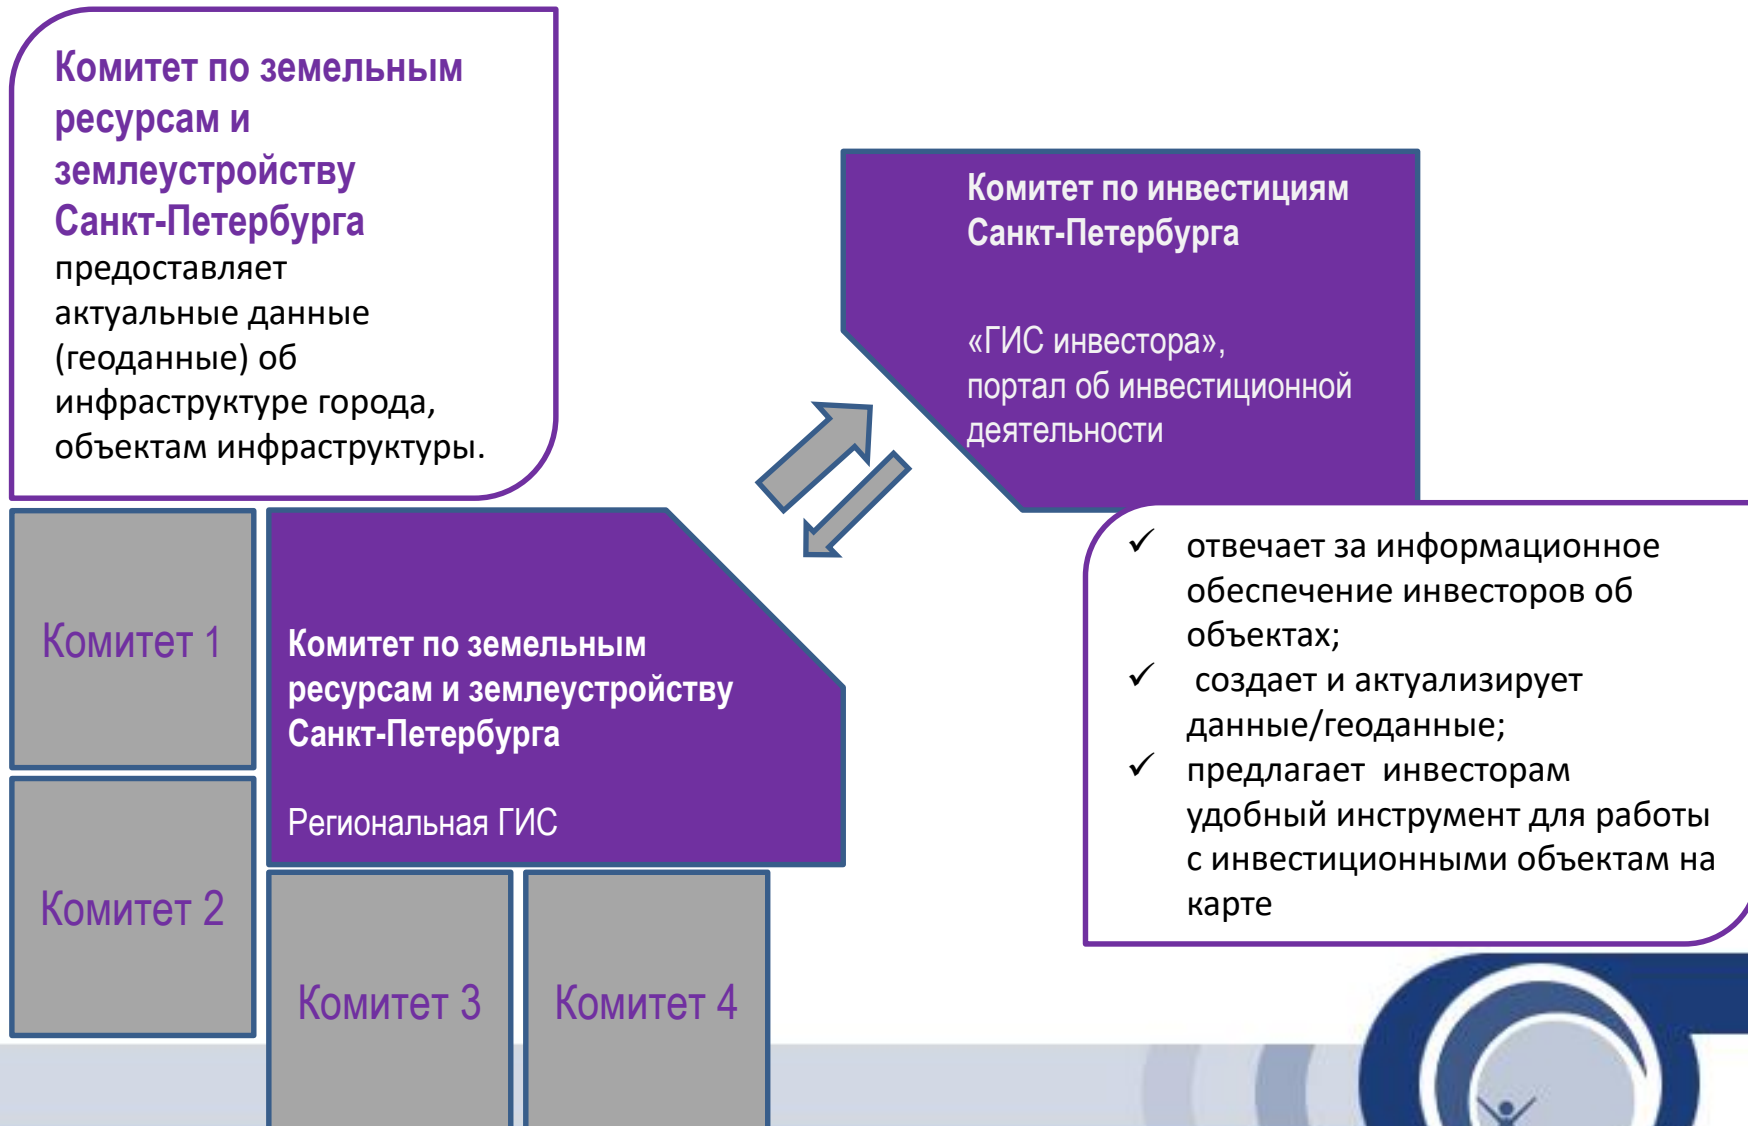 Комитет по земельным
ресурсам и
землеустройству
Санкт-Петербурга
предоставляет
актуальные данные
(геоданные) об
инфраструктуре города,
объектам инфраструктуры.
Комитет по инвестициям
Санкт-Петербурга
«ГИС инвестора»,
портал об инвестиционной
деятельности
Комитет 1
Комитет по земельным
ресурсам и землеустройству
Санкт-Петербурга
Региональная ГИС
Комитет 2
Комитет 3
Комитет 4
✓ отвечает за информационное
обеспечение инвесторов об
объектах;
✓ создает и актуализирует
данные/геоданные;
✓ предлагает инвесторам
удобный инструмент для работы
с инвестиционными объектам на
карте